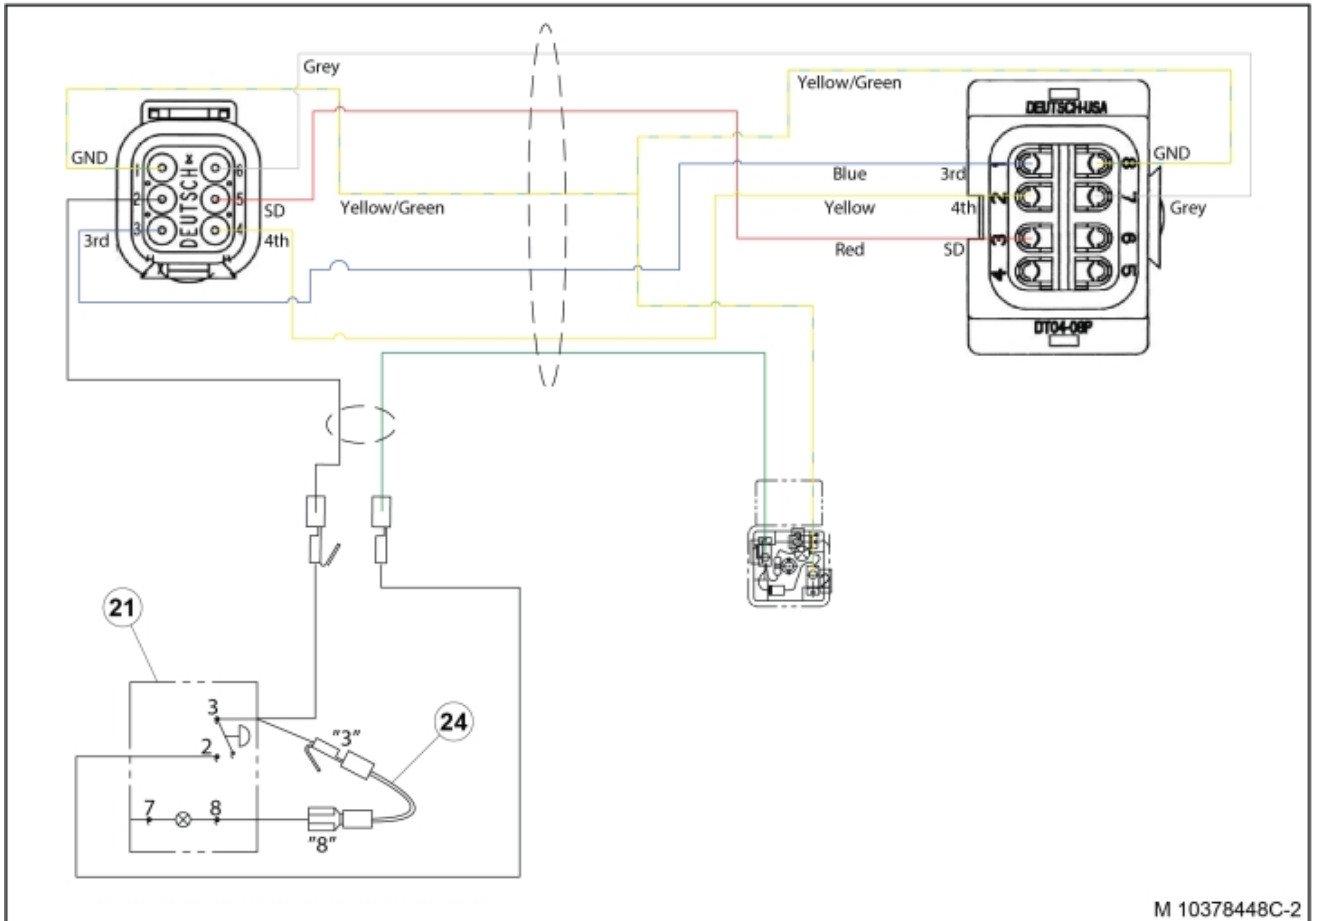 Grey
Yellow/Green
DEUTSCH-USA
GND
1
6
GND
1
8
Blue
3rd
2
DEUTSCH
5
SD
Yellow/Green
Yellow
4th
2
7
Grey
3rd
3
4
4th
Red
SD
3
6
4
5
DT04-08P
21
3
"3"
24
2
7
8
"8"
M 10378448C-2